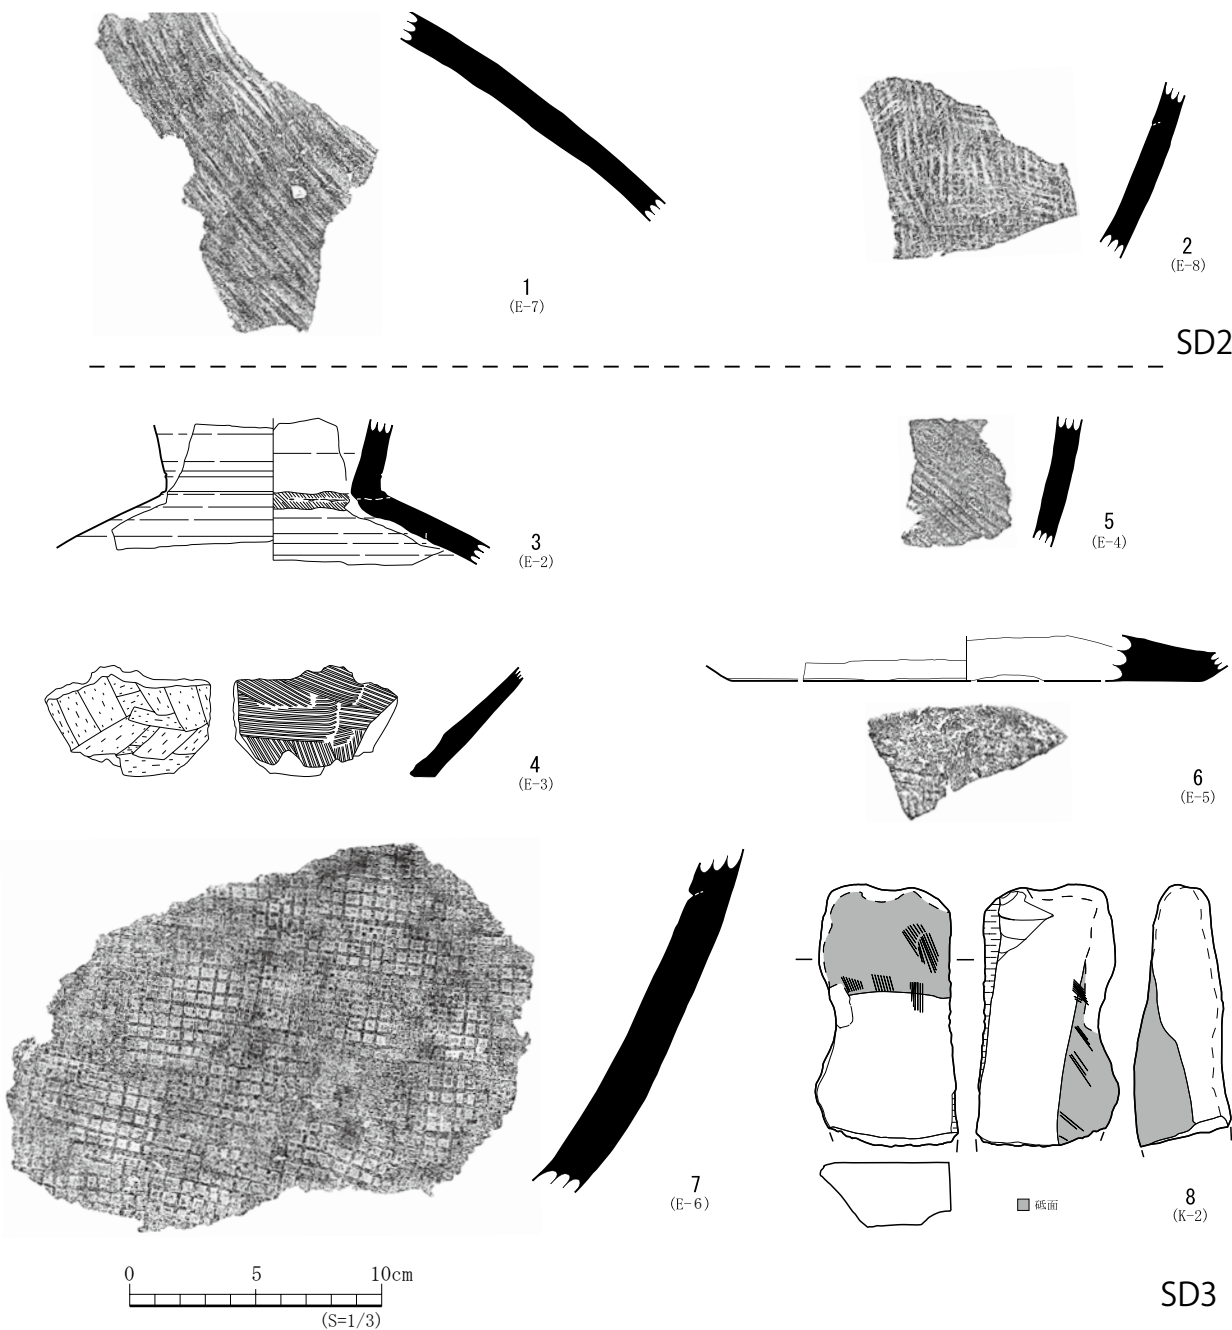 1
(E-7)
2
(E-8)
SD2
3
(E-2)
5
(E-4)
4
(E-3)
6
(E-5)
7
(E-6)
砥面
8
(K-2)
0 5 10cm
(S=1/3)
SD3